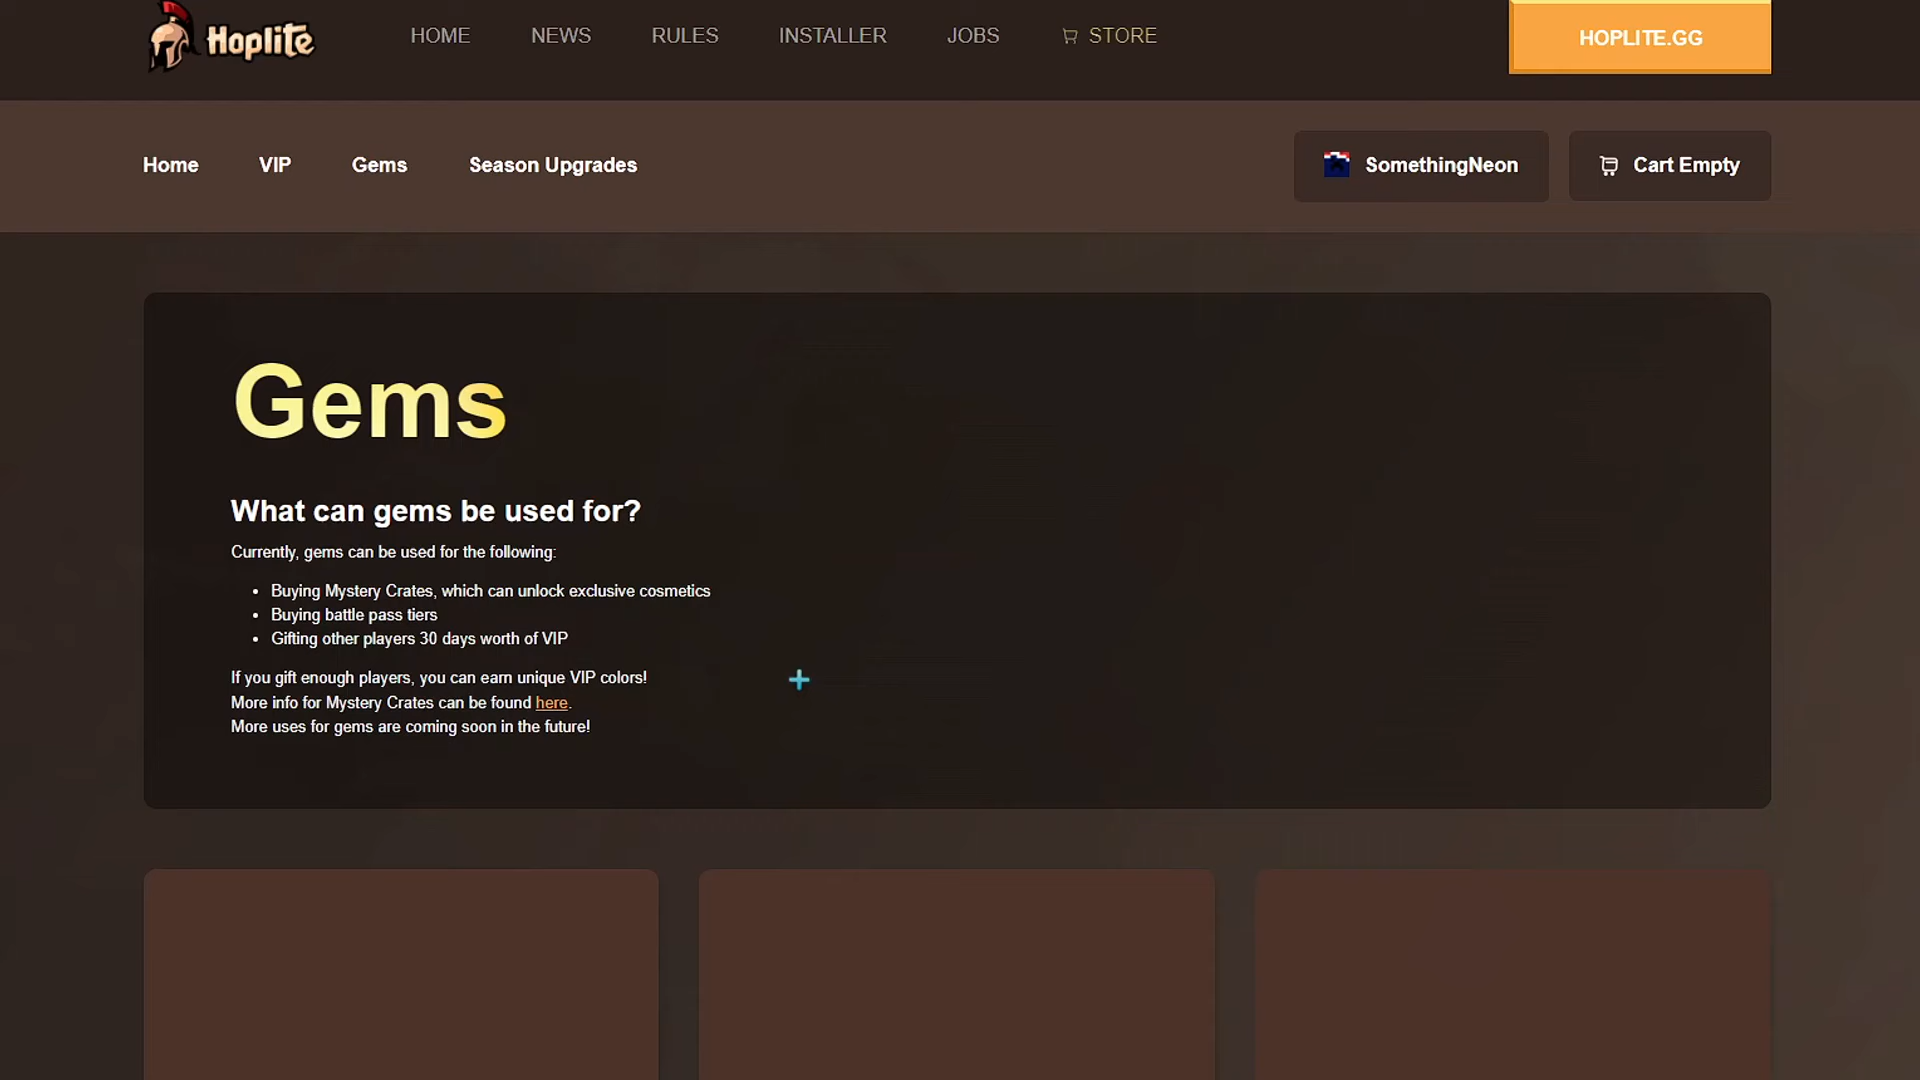 Hoplite
HOME NEWS RULES INSTALLER JOBS STORE
HOPLITE.GG
Home VIP Gems Season Upgrades
SomethingNeon
Cart Empty
Gems
What can gems be used for?
Currently, gems can be used for the following:
• Buying Mystery Crates, which can unlock exclusive cosmetics
• Buying battle pass tiers
• Gifting other players 30 days worth of VIP
If you gift enough players, you can earn unique VIP colors!
More info for Mystery Crates can be found here.
More uses for gems are coming soon in the future!